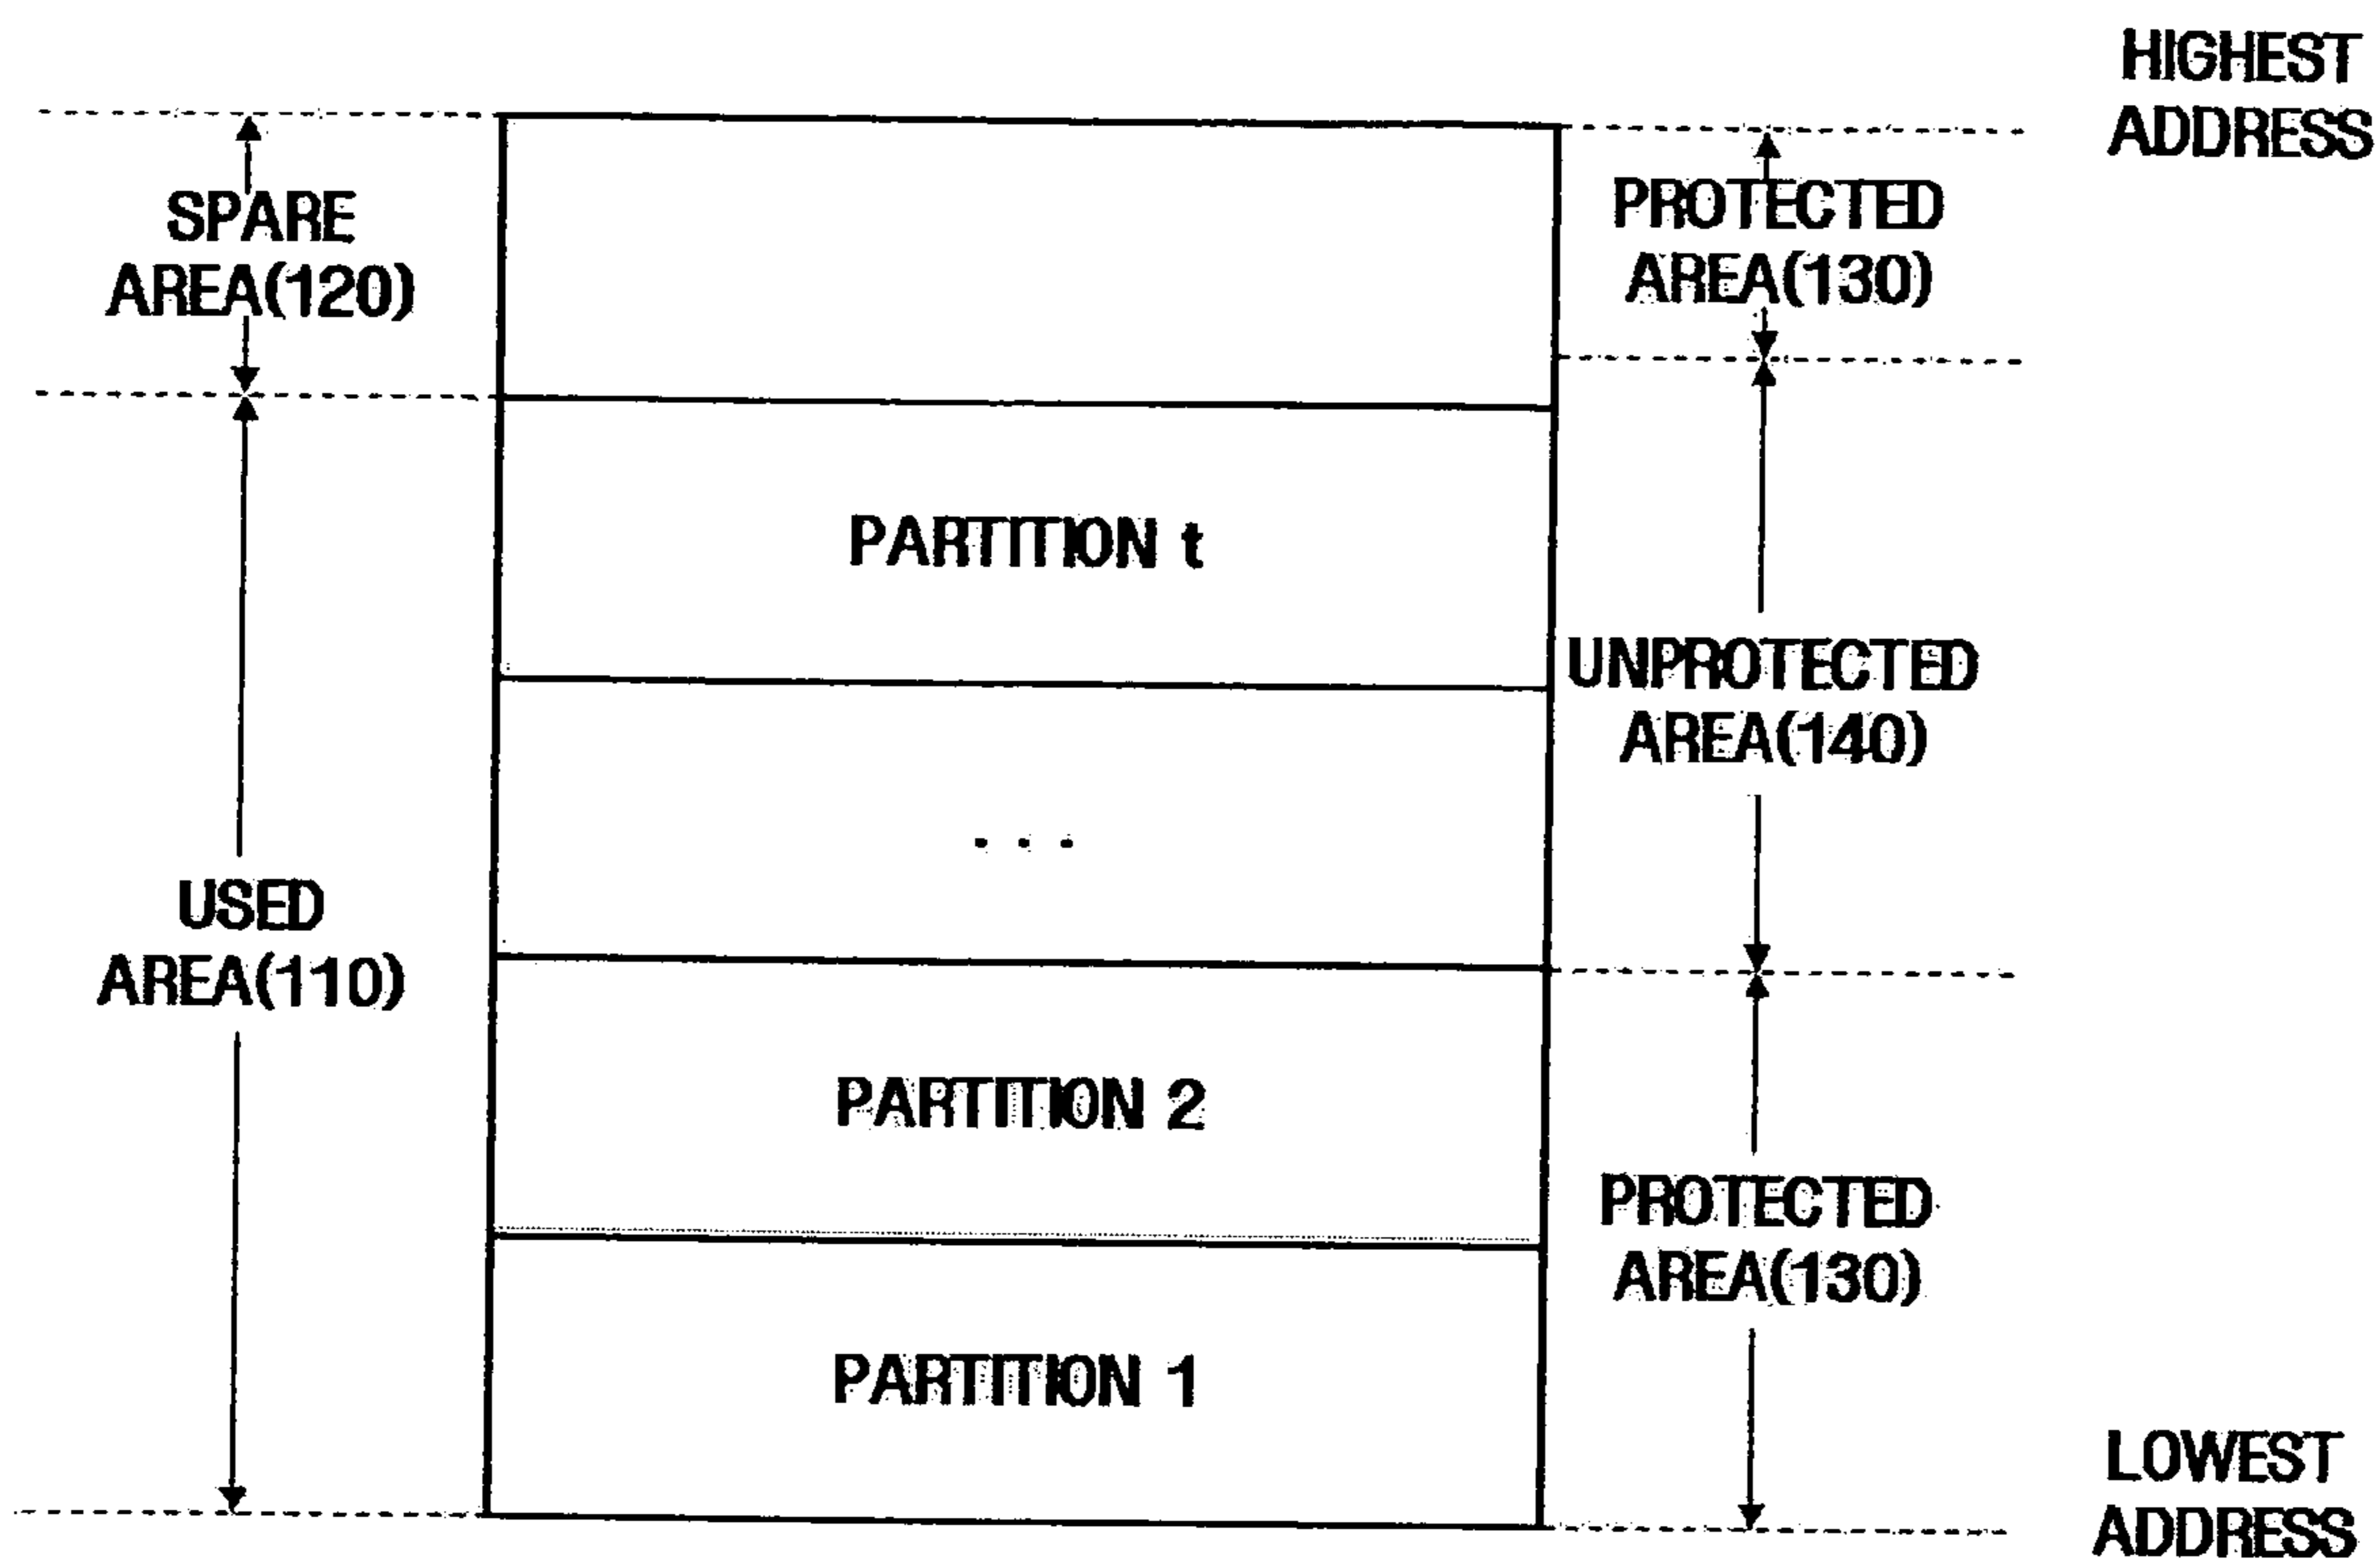 HIGHEST
ADDRESS
SPARE
AREA(120)
PROTECTED
AREA(130)
PARTITION t
UNPROTECTED
AREA(140)
. . .
USED
AREA(110)
PARTITION 2
PROTECTED
AREA(130)
PARTITION 1
LOWEST
ADDRESS